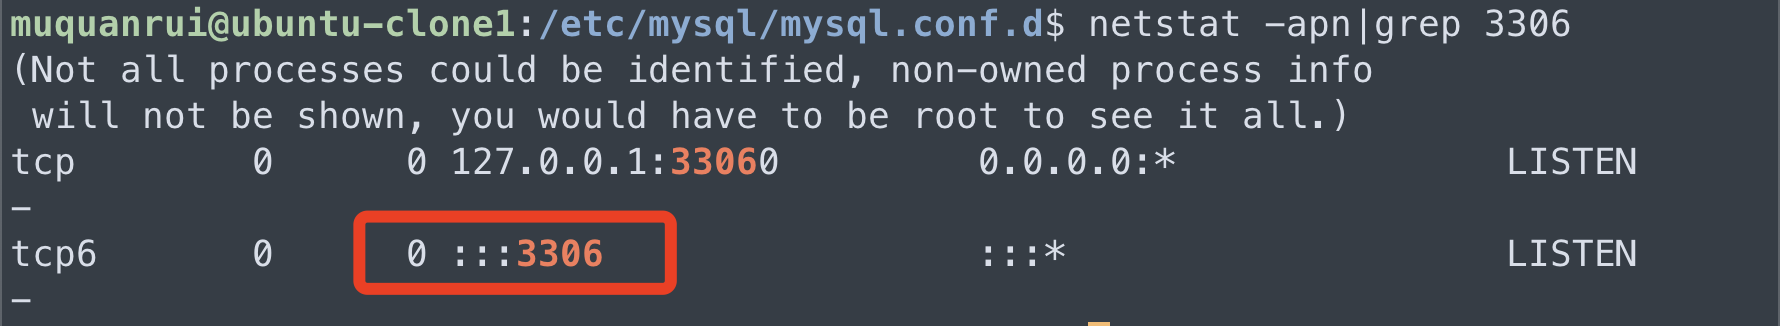 muquanrui@ubuntu-clone1:/etc/mysql/mysql.conf.d$ netstat -apn|grep 3306
(Not all processes could be identified, non-owned process info
 will not be shown, you would have to be root to see it all.)
tcp        0      0 127.0.0.1:33060         0.0.0.0:*               LISTEN
-
tcp6       0      0 :::3306                 :::*                    LISTEN
-